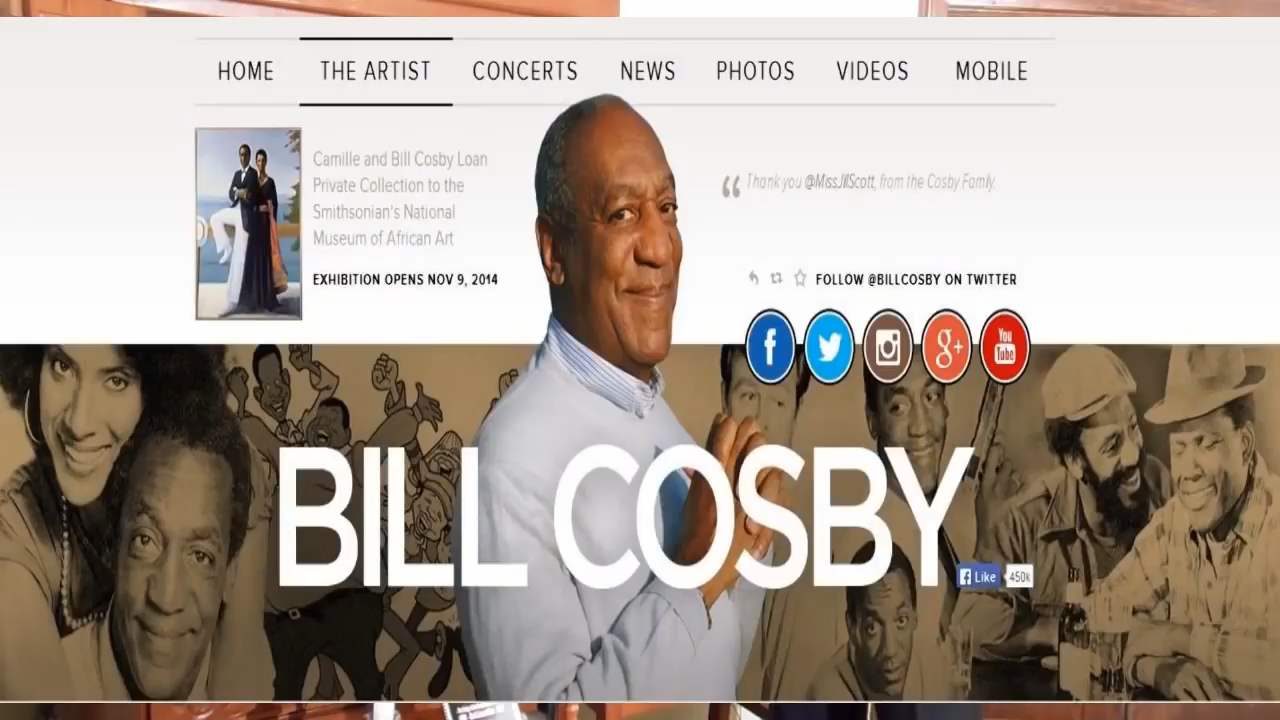 HOME THE ARTIST CONCERTS NEWS PHOTOS VIDEOS MOBILE
Camille and Bill Cosby Loan
Private Collection to the
Smithsonian's National
Museum of African Art
EXHIBITION OPENS NOV 9, 2014
“ Thank you @MissJillScott, from the Cosby Family.
FOLLOW @BILLCOSBY ON TWITTER
f g+ You Tube
BILL COSBY
f Like 450k